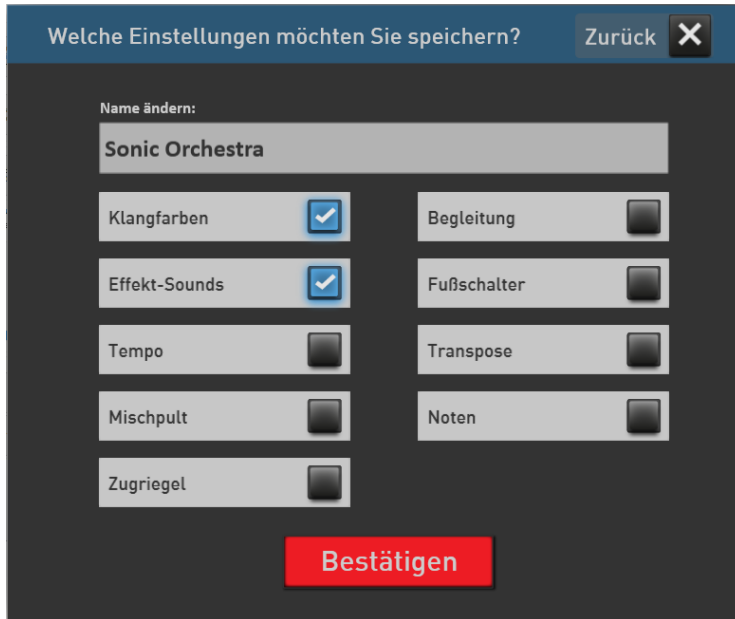 Welche Einstellungen möchten Sie speichern?
Zurück
Name ändern:
Sonic Orchestra
Klangfarben
Begleitung
Effekt-Sounds
Fußschalter
Tempo
Transpose
Mischpult
Noten
Zugriegel
Bestätigen